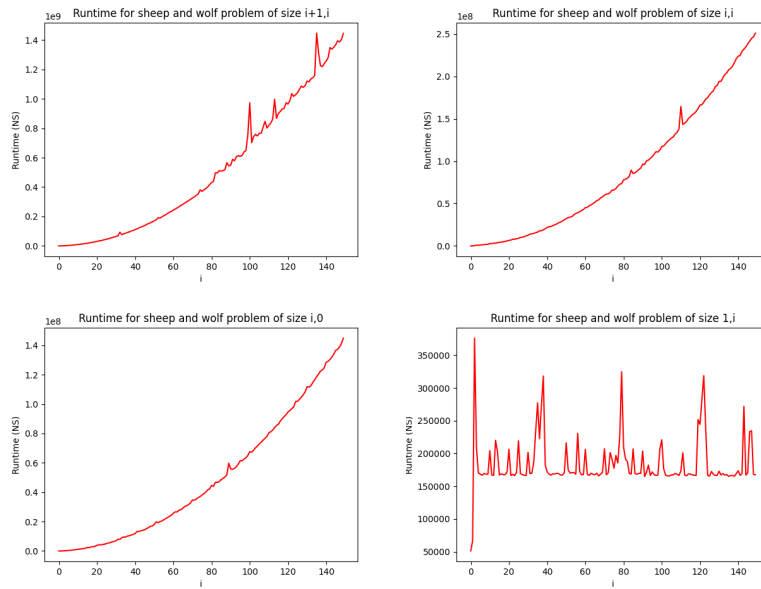 Runtime for sheep and wolf problem of size i+1,i
1e9
Runtime (NS)
1.4
1.2
1.0
0.8
0.6
0.4
0.2
0.0
0 20 40 60 80 100 120 140
i
Runtime for sheep and wolf problem of size i,i
1e8
Runtime (NS)
2.5
2.0
1.5
1.0
0.5
0.0
0 20 40 60 80 100 120 140
i
Runtime for sheep and wolf problem of size i,0
1e8
Runtime (NS)
1.4
1.2
1.0
0.8
0.6
0.4
0.2
0.0
0 20 40 60 80 100 120 140
i
Runtime for sheep and wolf problem of size 1,i
Runtime (NS)
350000
300000
250000
200000
150000
100000
50000
0 20 40 60 80 100 120 140
i